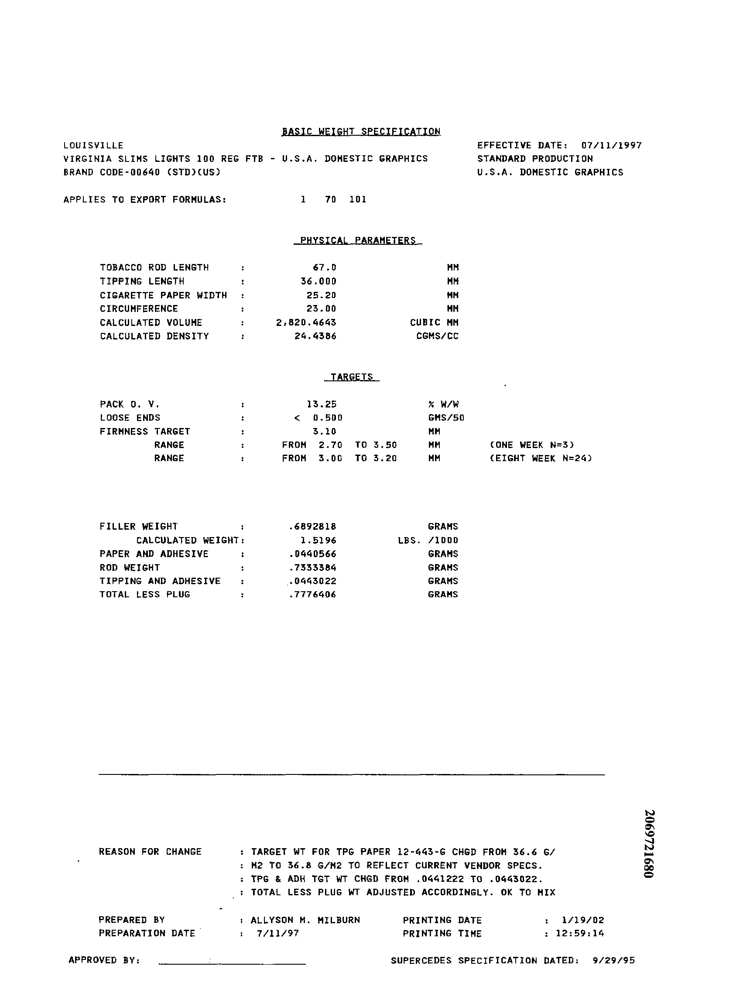 BASIC WEIGHT SPECIFICATION
LOUISVILLE EFFECTIVE DATE: 07/11/1997
VIRGINIA SLIMS LIGHTS 100 REG FTB - U.S.A. DOMESTIC GRAPHICS STANDARD PRODUCTION
BRAND CODE-00640 (STD)(US) U.S.A. DOMESTIC GRAPHICS
APPLIES TO EXPORT FORMULAS: 1 70 101
PHYSICAL PARAMETERS
TOBACCO ROD LENGTH : 67.0 MM
TIPPING LENGTH : 36.000 MM
CIGARETTE PAPER WIDTH : 25.20 MM
CIRCUMFERENCE : 23.00 MM
CALCULATED VOLUME : 2,820.4643 CUBIC MM
CALCULATED DENSITY : 24.4386 CGMS/CC
TARGETS
PACK O. V. : 13.25 % W/W
LOOSE ENDS : < 0.500 GMS/50
FIRMNESS TARGET : 3.10 MM
RANGE : FROM 2.70 TO 3.50 MM (ONE WEEK N=3)
RANGE : FROM 3.00 TO 3.20 MM (EIGHT WEEK N=24)
FILLER WEIGHT : .6892818 GRAMS
CALCULATED WEIGHT: 1.5196 LBS. /1000
PAPER AND ADHESIVE : .0440566 GRAMS
ROD WEIGHT : .7333384 GRAMS
TIPPING AND ADHESIVE : .0443022 GRAMS
TOTAL LESS PLUG : .7776406 GRAMS
2069721680
REASON FOR CHANGE : TARGET WT FOR TPG PAPER 12-443-G CHGD FROM 36.6 G/
: M2 TO 36.8 G/M2 TO REFLECT CURRENT VENDOR SPECS.
: TPG & ADH TGT WT CHGD FROM .0441222 TO .0443022.
: TOTAL LESS PLUG WT ADJUSTED ACCORDINGLY. OK TO MIX
PREPARED BY : ALLYSON M. MILBURN PRINTING DATE : 1/19/02
PREPARATION DATE : 7/11/97 PRINTING TIME : 12:59:14
APPROVED BY: SUPERCEDES SPECIFICATION DATED: 9/29/95